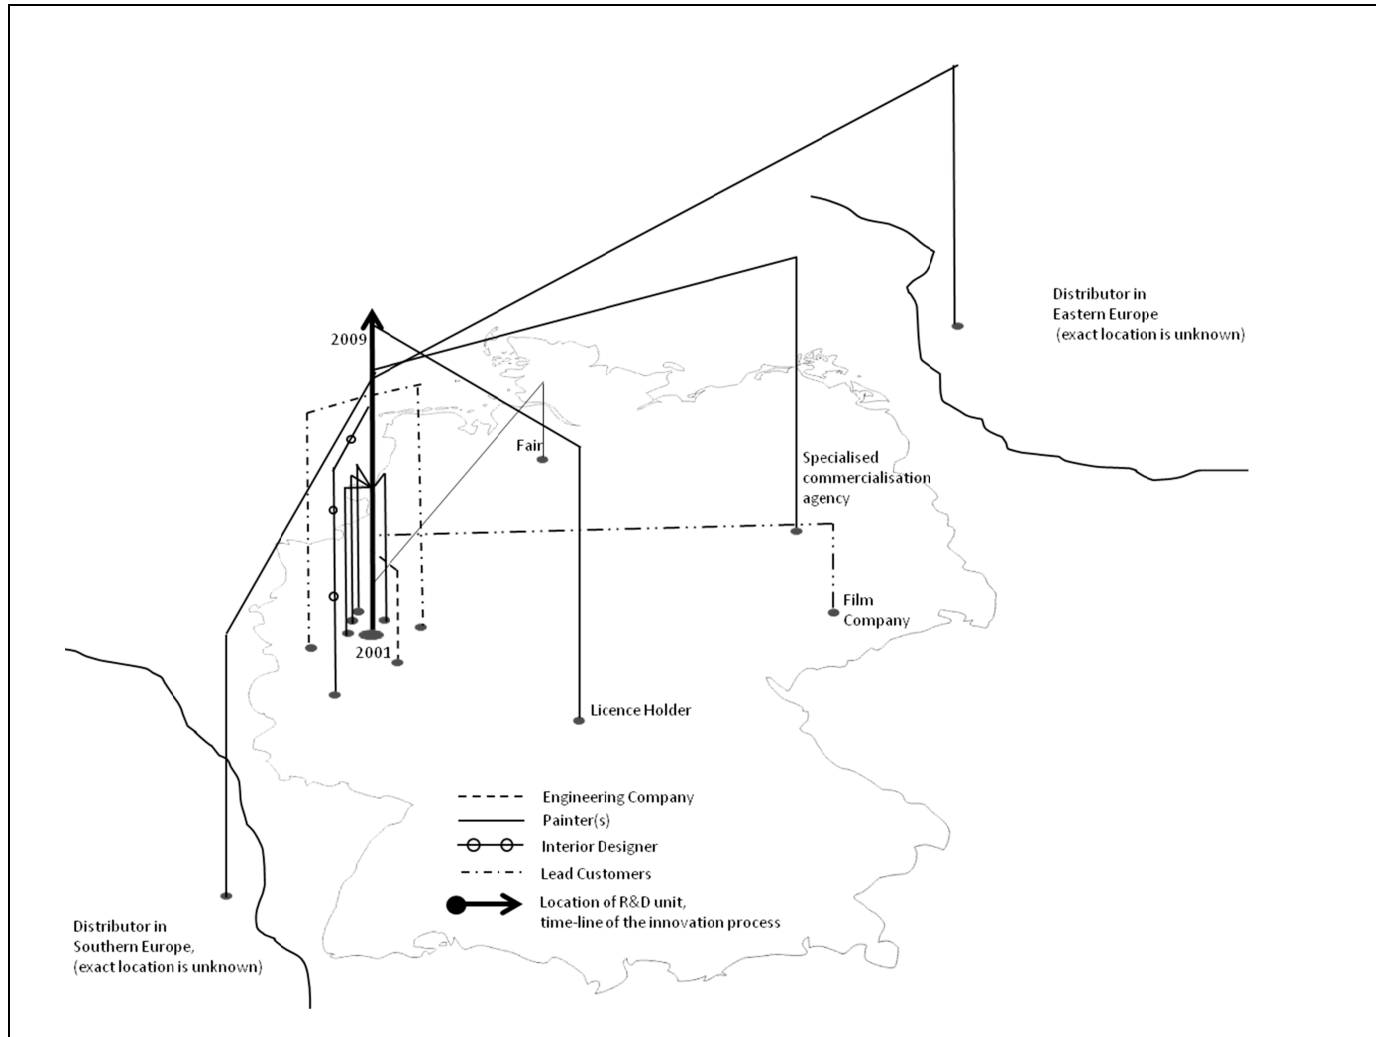 2009
Distributor in
Eastern Europe
(exact location is unknown)
Fair
Specialised
commercialisation
agency
Film
Company
2001
Licence Holder
Engineering Company
Painter(s)
Interior Designer
Lead Customers
Location of R&D unit,
time-line of the innovation process
Distributor in
Southern Europe,
(exact location is unknown)